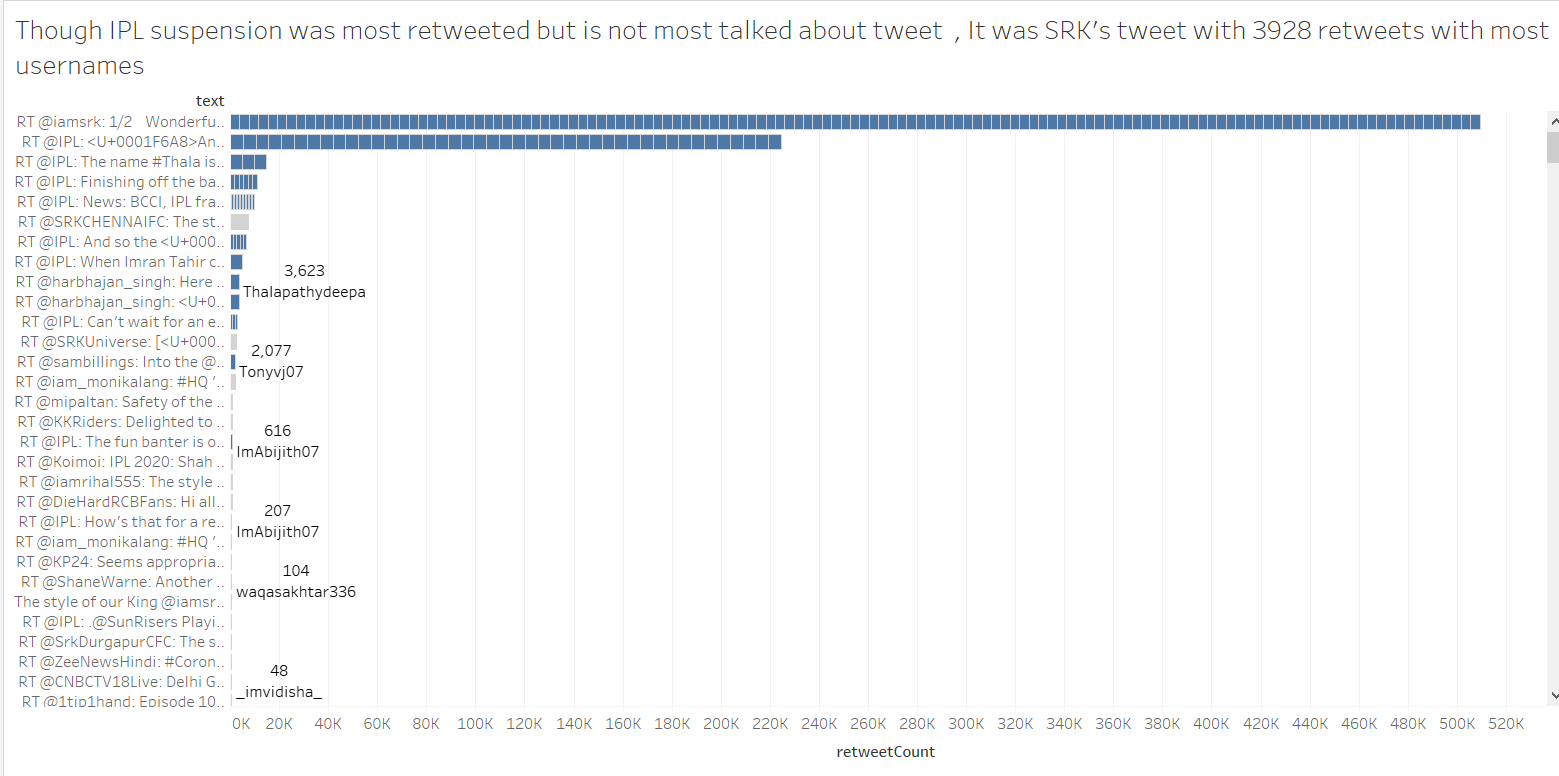 Though IPL suspension was most retweeted but is not most talked about tweet , It was SRK’s tweet with 3928 retweets with most
usernames
text
RT @iamsrk: 1/2 Wonderfu..
RT @IPL: <U+0001F6A8>An..
RT @IPL: The name #Thala is..
RT @IPL: Finishing off the ba..
RT @IPL: News: BCCI, IPL fra..
RT @SRKCHENNAIFC: The st..
RT @IPL: And so the <U+000..
RT @IPL: When Imran Tahir c..
RT @harbhajan_singh: Here ..
RT @harbhajan_singh: <U+0..
RT @IPL: Can’t wait for an e..
RT @SRKUniverse: [<U+000..
RT @sambillings: Into the @..
RT @iam_monikalang: #HQ ’..
RT @mipaltan: Safety of the ..
RT @KKRiders: Delighted to ..
RT @IPL: The fun banter is o..
RT @Koimoi: IPL 2020: Shah ..
RT @iamrihal555: The style ..
RT @DieHardRCBFans: Hi all..
RT @IPL: How’s that for a re..
RT @iam_monikalang: #HQ ’..
RT @KP24: Seems appropria..
RT @ShaneWarne: Another ..
The style of our King @iamsr..
RT @IPL: .@SunRisers Playi..
RT @SrkDurgapurCFC: The s..
RT @ZeeNewsHindi: #Coron..
RT @CNBCTV18Live: Delhi G..
RT @1tip1hand: Episode 10..
3,623
Thalapathydeepa
2,077
Tonyvj07
616
ImAbijith07
207
ImAbijith07
104
waqasakhtar336
48
_imvidisha_
0K 20K 40K 60K 80K 100K 120K 140K 160K 180K 200K 220K 240K 260K 280K 300K 320K 340K 360K 380K 400K 420K 440K 460K 480K 500K 520K
retweetCount